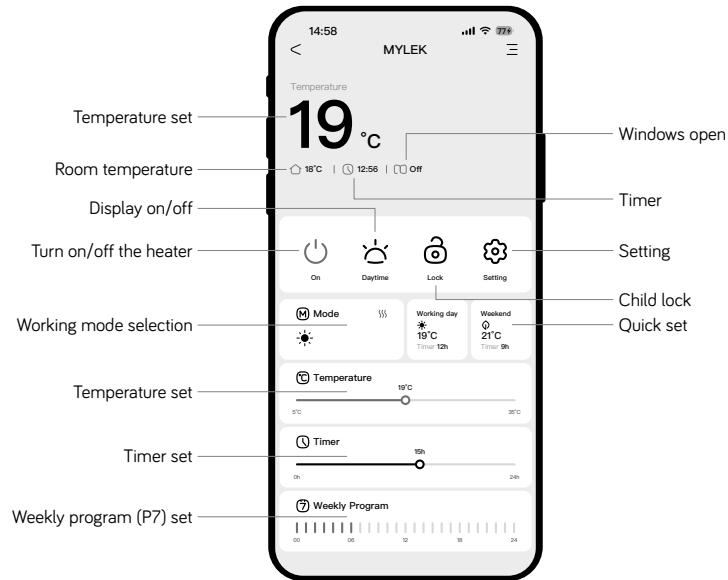 14:58
77
MYLEK
Temperature
Temperature set
19 °C
Windows open
Room temperature
18°C | 12:56 | Off
Display on/off
Timer
Turn on/off the heater
Setting
On
Daytime
Lock
Setting
Child lock
M Mode
Working day
Weekend
Working mode selection
Quick set
19°C
21°C
Timer 12h
Timer 9h
°C Temperature
Temperature set
19°C
5°C
35°C
Timer
Timer set
15h
0h
24h
7 Weekly Program
Weekly program (P7) set
00
06
12
18
24